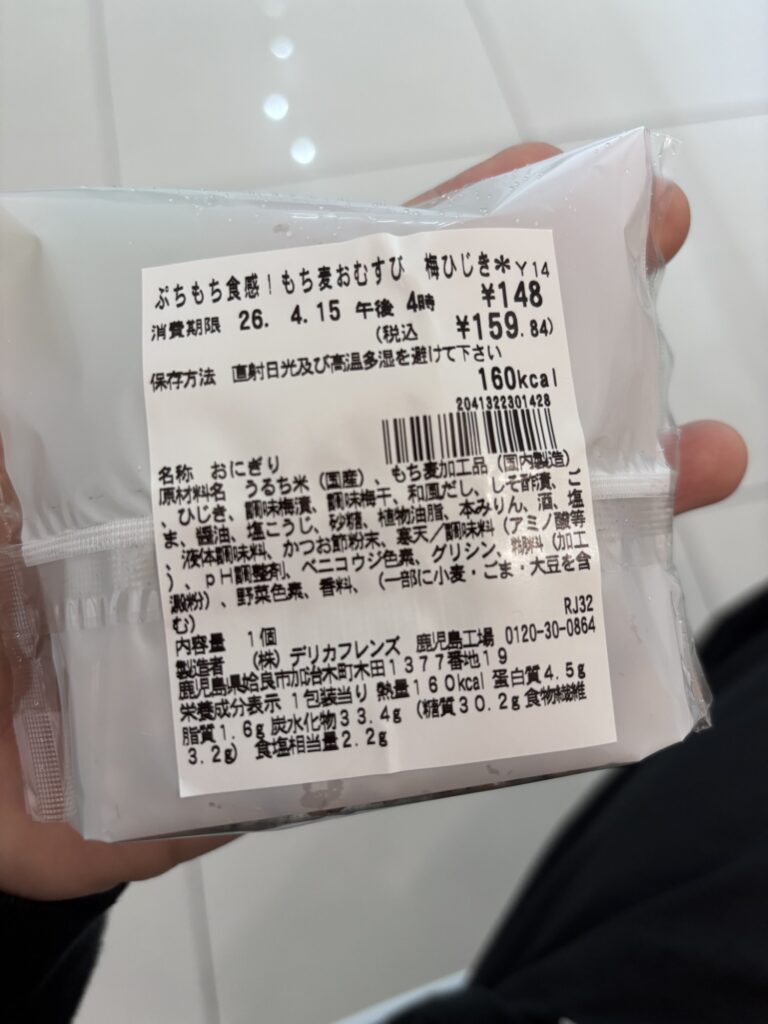 ぷちもち食感!もち麦おむすび 梅ひじき* Y14
消費期限 26. 4.15 午後 4時 ¥148
(税込 ¥159.84)
保存方法 直射日光及び高温多湿を避けて下さい
160kcal
2041322301428
名称 おにぎり
原材料名 うるち米(国産)、もち麦加工品(国内製造)
、ひじき、調味梅漬、調味梅干、和風だし、しそ酢漬、ご
ま、醤油、塩こうじ、砂糖、植物油脂、本みりん、酒、塩
、液体調味料、かつお節粉末、寒天/調味料(アミノ酸等
)、pH調整剤、ベニコウジ色素、グリシン、糊料(加工
澱粉)、野菜色素、香料、(一部に小麦・ごま・大豆を含
む)
内容量 1個 RJ32
製造者 (株)デリカフレンズ 鹿児島工場 0120-30-0864
鹿児島県姶良市加治木町木田1377番地19
栄養成分表示 1包装当り 熱量160kcal 蛋白質4.5g
脂質1.6g 炭水化物33.4g (糖質30.2g 食物繊維
3.2g) 食塩相当量2.2g